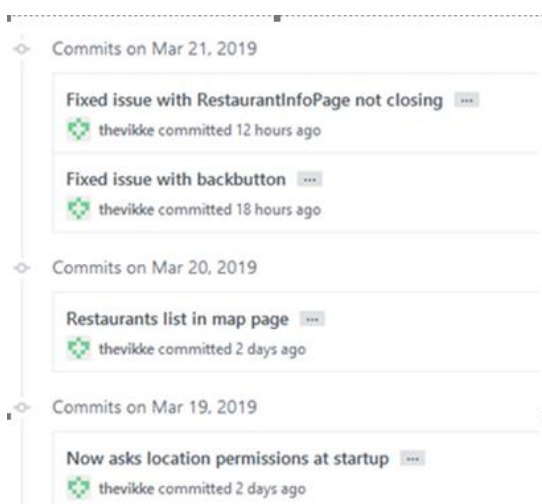 Commits on Mar 21, 2019
Fixed issue with RestaurantInfoPage not closing ...
thevikke committed 12 hours ago
Fixed issue with backbutton ...
thevikke committed 18 hours ago
Commits on Mar 20, 2019
Restaurants list in map page ...
thevikke committed 2 days ago
Commits on Mar 19, 2019
Now asks location permissions at startup ...
thevikke committed 2 days ago